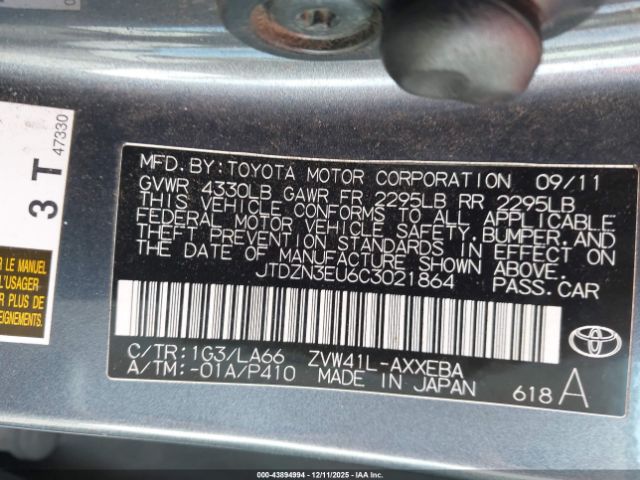 3 T
47330
R LE MANUEL
L'USAGER
R PLUS DE
EIGNEMENTS.
MFD. BY: TOYOTA MOTOR CORPORATION 09/11
GVWR 4330LB GAWR FR 2295LB RR 2295LB
THIS VEHICLE CONFORMS TO ALL APPLICABLE
FEDERAL MOTOR VEHICLE SAFETY, BUMPER, AND
THEFT PREVENTION STANDARDS IN EFFECT ON
THE DATE OF MANUFACTURE SHOWN ABOVE.
JTDZN3EU6C3021864 PASS.CAR
C/TR:1G3/LA66 ZVW41L-AXXEBA
A/TM:-01A/P410 MADE IN JAPAN
618 A
TOYOTA
000-43894994 • 12/11/2025 • IAA, Inc.